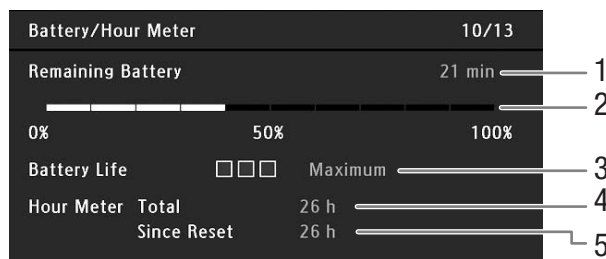 Battery/Hour Meter 10/13
Remaining Battery 21 min 1
2
0% 50% 100%
Battery Life Maximum 3
Hour Meter Total 26 h 4
Since Reset 26 h 5